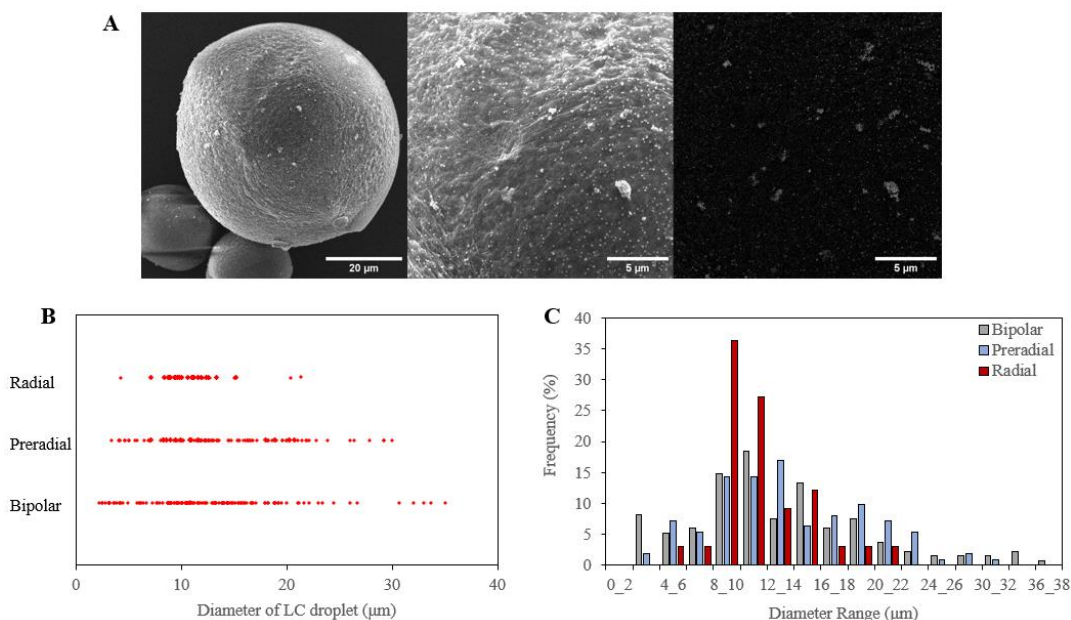 A
20 µm
5 µm
5 µm
B
Radial
Preradial
Bipolar
0 10 20 30 40
Diameter of LC droplet (µm)
C
Bipolar
Preradial
Radial
Frequency (%)
40
35
30
25
20
15
10
5
0
0_2 4_6 8_10 12_14 16_18 20_22 24_26 30_32 36_38
Diameter Range (µm)